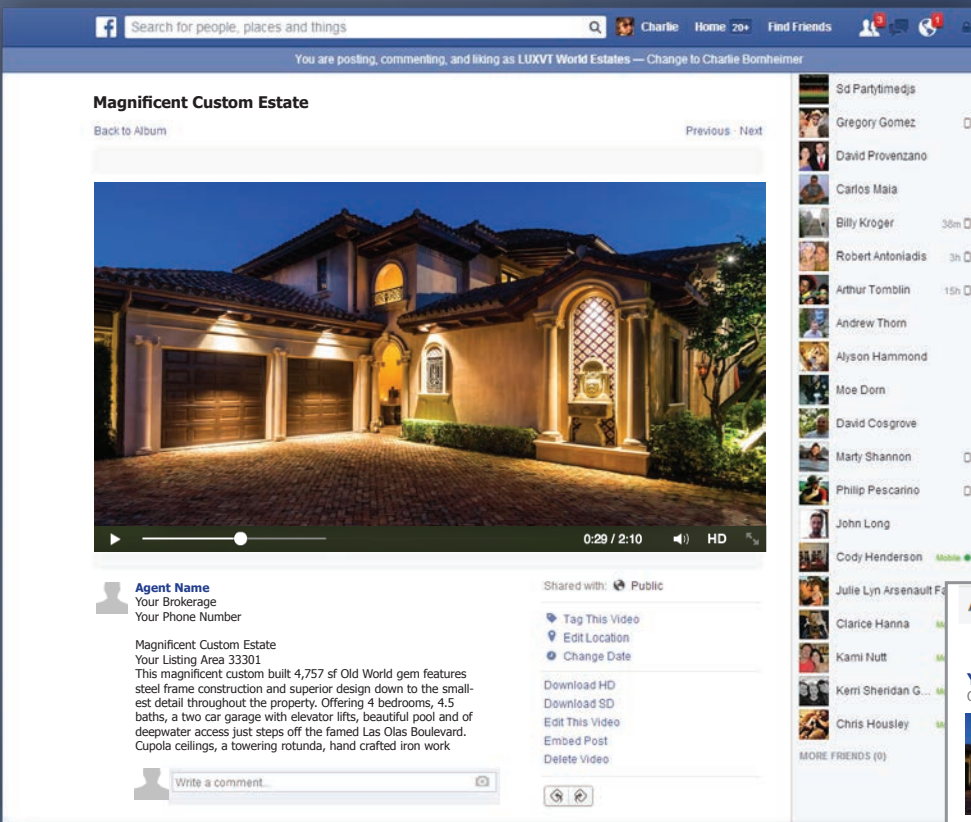 f
Search for people, places and things
Charlie
Home 20+
Find Friends
3
1
You are posting, commenting, and liking as LUXVT World Estates — Change to Charlie Bornheimer
Magnificent Custom Estate
Back to Album
Previous · Next
0:29 / 2:10
HD
Agent Name
Your Brokerage
Your Phone Number
Magnificent Custom Estate
Your Listing Area 33301
This magnificent custom built 4,757 sf Old World gem features
steel frame construction and superior design down to the small-
est detail throughout the property. Offering 4 bedrooms, 4.5
baths, a two car garage with elevator lifts, beautiful pool and of
deepwater access just steps off the famed Las Olas Boulevard.
Cupola ceilings, a towering rotunda, hand crafted iron work
Write a comment...
Shared with: Public
Tag This Video
Edit Location
Change Date
Download HD
Download SD
Edit This Video
Embed Post
Delete Video
Sd Partytimedjs
Gregory Gomez
David Provenzano
Carlos Maia
Billy Kroger 38m
Robert Antoniadis 3h
Arthur Tomblin 15h
Andrew Thorn
Alyson Hammond
Moe Dorn
David Cosgrove
Marty Shannon
Philip Pescarino
John Long
Cody Henderson Mobile
Julie Lyn Arsenault Fa
Clarice Hanna
Kami Nutt
Kerri Sheridan G...
Chris Housley
MORE FRIENDS (0)